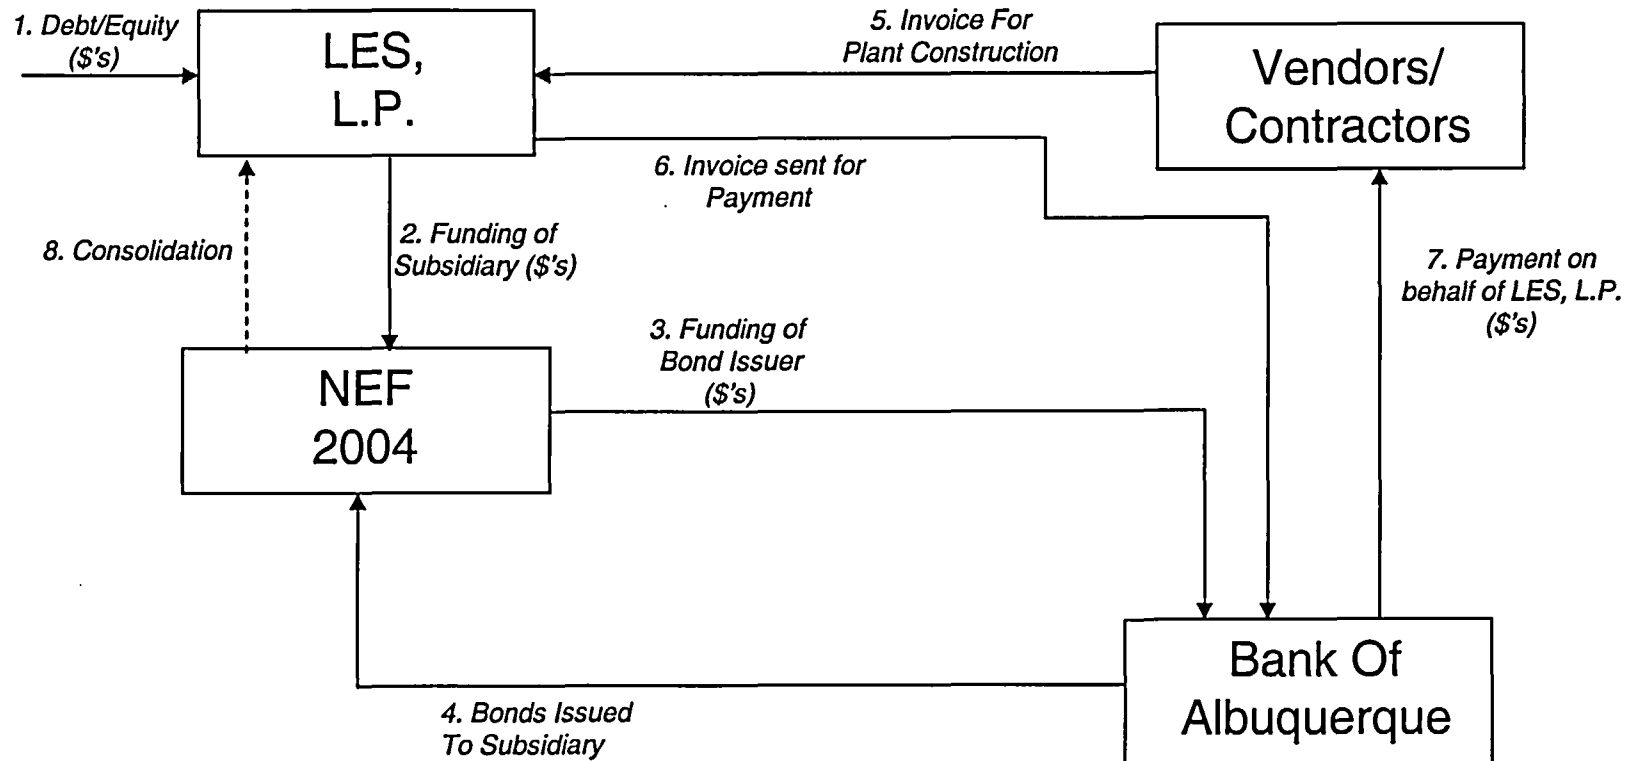 1. Debt/Equity
($'s)
LES,
L.P.
5. Invoice For
Plant Construction
Vendors/
Contractors
6. Invoice sent for
Payment
8. Consolidation
2. Funding of
Subsidiary ($'s)
7. Payment on
behalf of LES, L.P.
($'s)
3. Funding of
Bond Issuer
($'s)
NEF
2004
Bank Of
Albuquerque
4. Bonds Issued
To Subsidiary